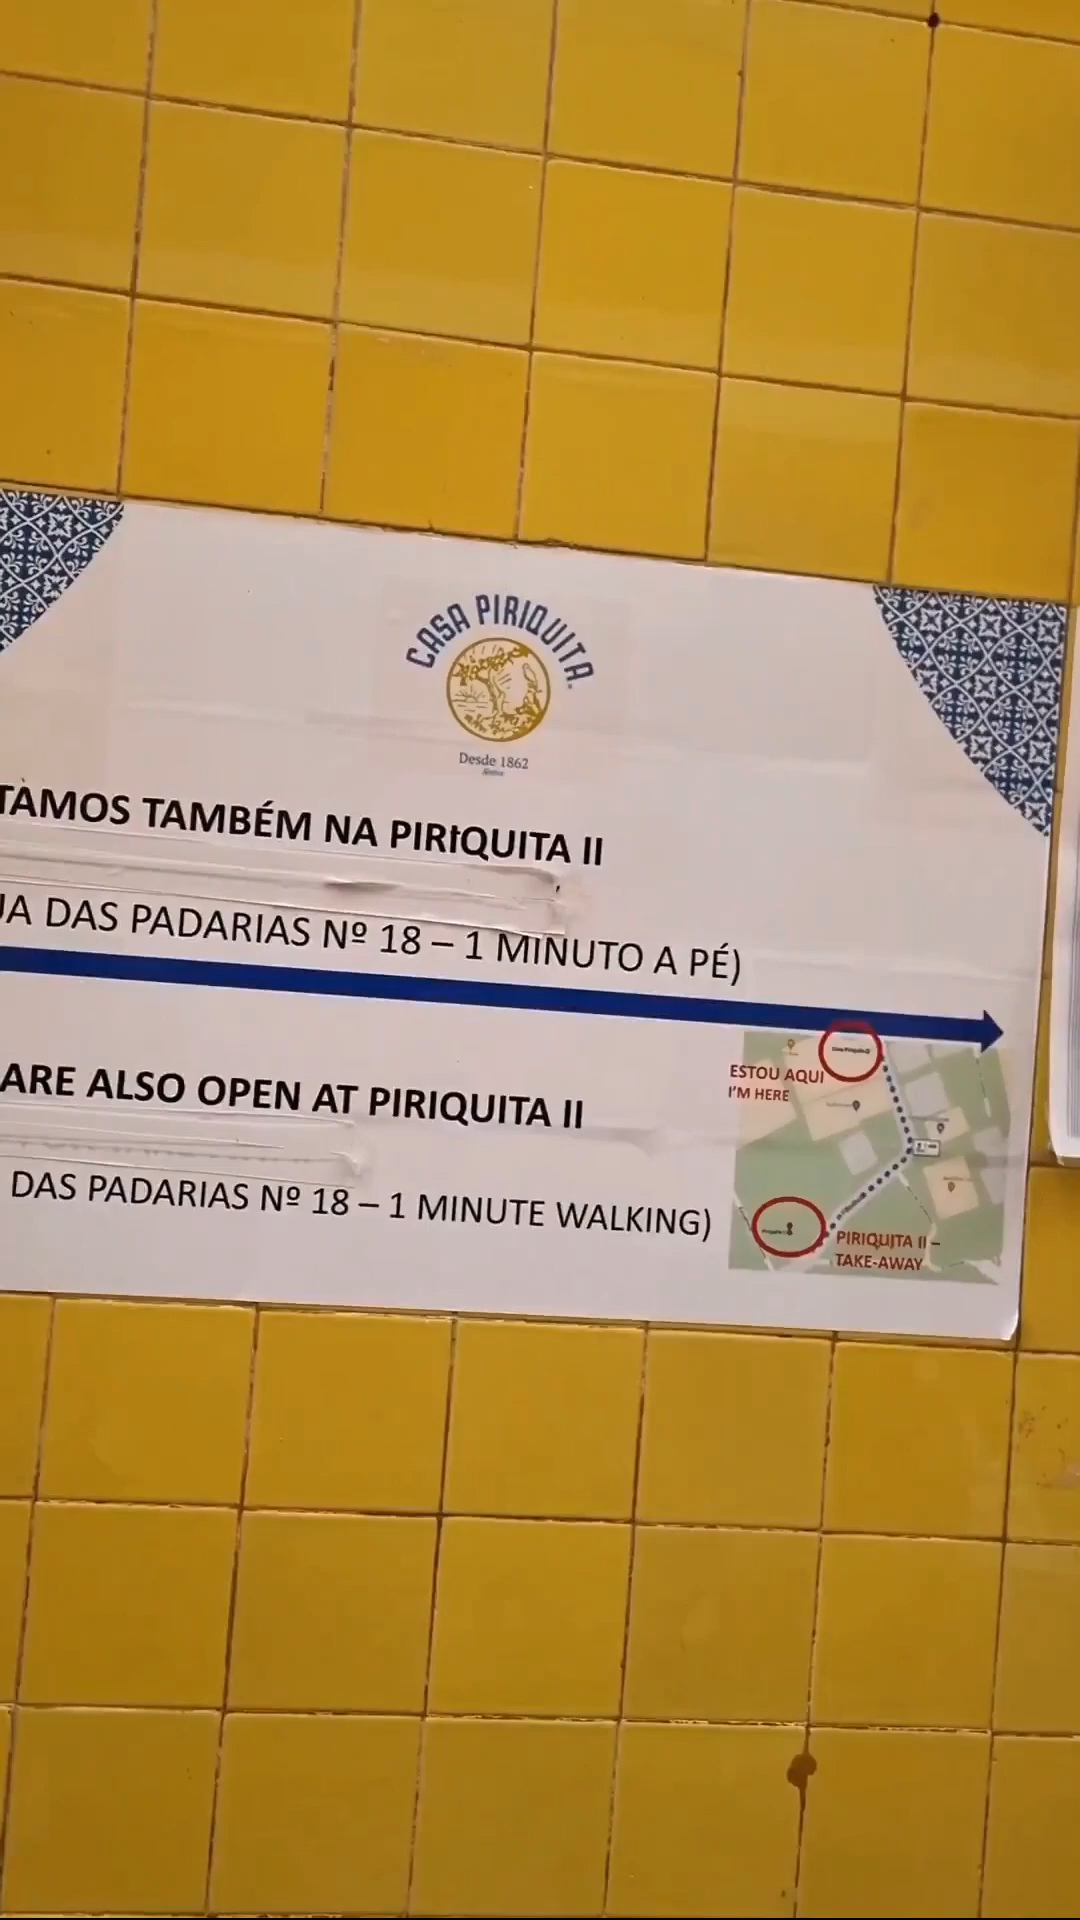 CASA PIRIQUITA
Desde 1862
TAMOS TAMBÉM NA PIRIQUITA II
UA DAS PADARIAS Nº 18 – 1 MINUTO A PÉ)
ARE ALSO OPEN AT PIRIQUITA II
DAS PADARIAS Nº 18 – 1 MINUTE WALKING)
ESTOU AQUI
I'M HERE
PIRIQUITA II –
TAKE-AWAY